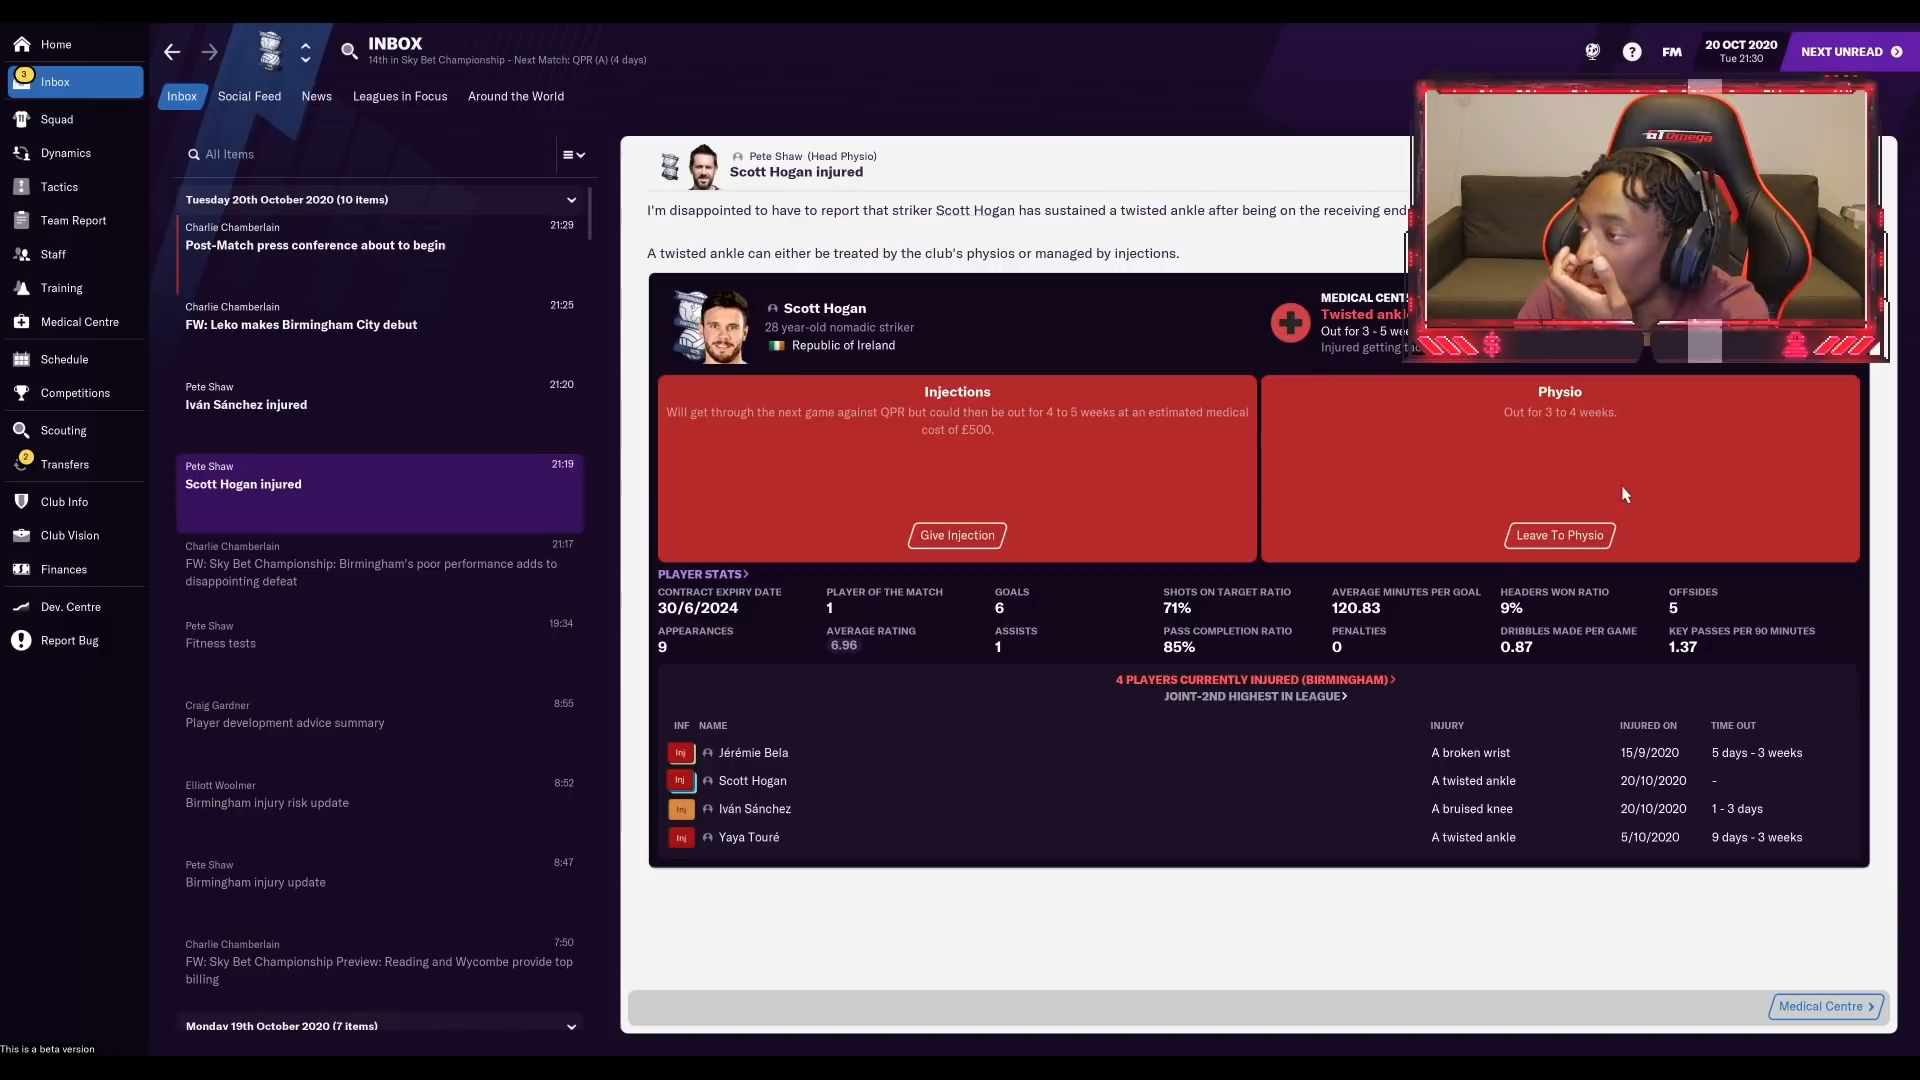 Home
3
Inbox
Squad
Dynamics
Tactics
Team Report
Staff
Training
Medical Centre
Schedule
Competitions
Scouting
2
Transfers
Club Info
Club Vision
Finances
Dev. Centre
Report Bug
This is a beta version
INBOX
14th in Sky Bet Championship - Next Match: QPR (A) (4 days)
?
FM
20 OCT 2020
Tue 21:30
NEXT UNREAD
Inbox
Social Feed
News
Leagues in Focus
Around the World
All Items
Tuesday 20th October 2020 (10 items)
Charlie Chamberlain 21:29
Post-Match press conference about to begin
Charlie Chamberlain 21:25
FW: Leko makes Birmingham City debut
Pete Shaw 21:20
Iván Sánchez injured
Pete Shaw 21:19
Scott Hogan injured
Charlie Chamberlain 21:17
FW: Sky Bet Championship: Birmingham's poor performance adds to
disappointing defeat
Pete Shaw 19:34
Fitness tests
Craig Gardner 8:55
Player development advice summary
Elliott Woolmer 8:52
Birmingham injury risk update
Pete Shaw 8:47
Birmingham injury update
Charlie Chamberlain 7:50
FW: Sky Bet Championship Preview: Reading and Wycombe provide top
billing
Monday 19th October 2020 (7 items)
Pete Shaw (Head Physio)
Scott Hogan injured
I'm disappointed to have to report that striker Scott Hogan has sustained a twisted ankle after being on the receiving end
A twisted ankle can either be treated by the club's physios or managed by injections.
Scott Hogan
28 year-old nomadic striker
Republic of Ireland
MEDICAL
Twisted
Out for 3 - 5
Injured getting
GTOmega
Injections
Will get through the next game against QPR but could then be out for 4 to 5 weeks at an estimated medical
cost of £500.
Give Injection
Physio
Out for 3 to 4 weeks.
Leave To Physio
PLAYER STATS
CONTRACT EXPIRY DATE PLAYER OF THE MATCH GOALS SHOTS ON TARGET RATIO AVERAGE MINUTES PER GOAL HEADERS WON RATIO OFFSIDES
30/6/2024 1 6 71% 120.83 9% 5
APPEARANCES AVERAGE RATING ASSISTS PASS COMPLETION RATIO PENALTIES DRIBBLES MADE PER GAME KEY PASSES PER 90 MINUTES
9 6.96 1 85% 0 0.87 1.37
4 PLAYERS CURRENTLY INJURED (BIRMINGHAM)
JOINT-2ND HIGHEST IN LEAGUE
INF NAME INJURY INJURED ON TIME OUT
Inj Jérémie Bela A broken wrist 15/9/2020 5 days - 3 weeks
Inj Scott Hogan A twisted ankle 20/10/2020 -
Inj Iván Sánchez A bruised knee 20/10/2020 1 - 3 days
Inj Yaya Touré A twisted ankle 5/10/2020 9 days - 3 weeks
Medical Centre